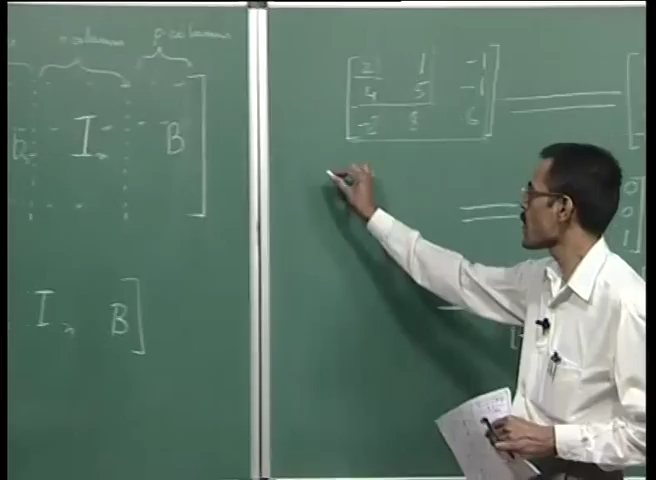 columns columns
I B
I n B ]
[ 2 1 -1
4 5 -1
-2 8 6 ] =
=
0
0
1